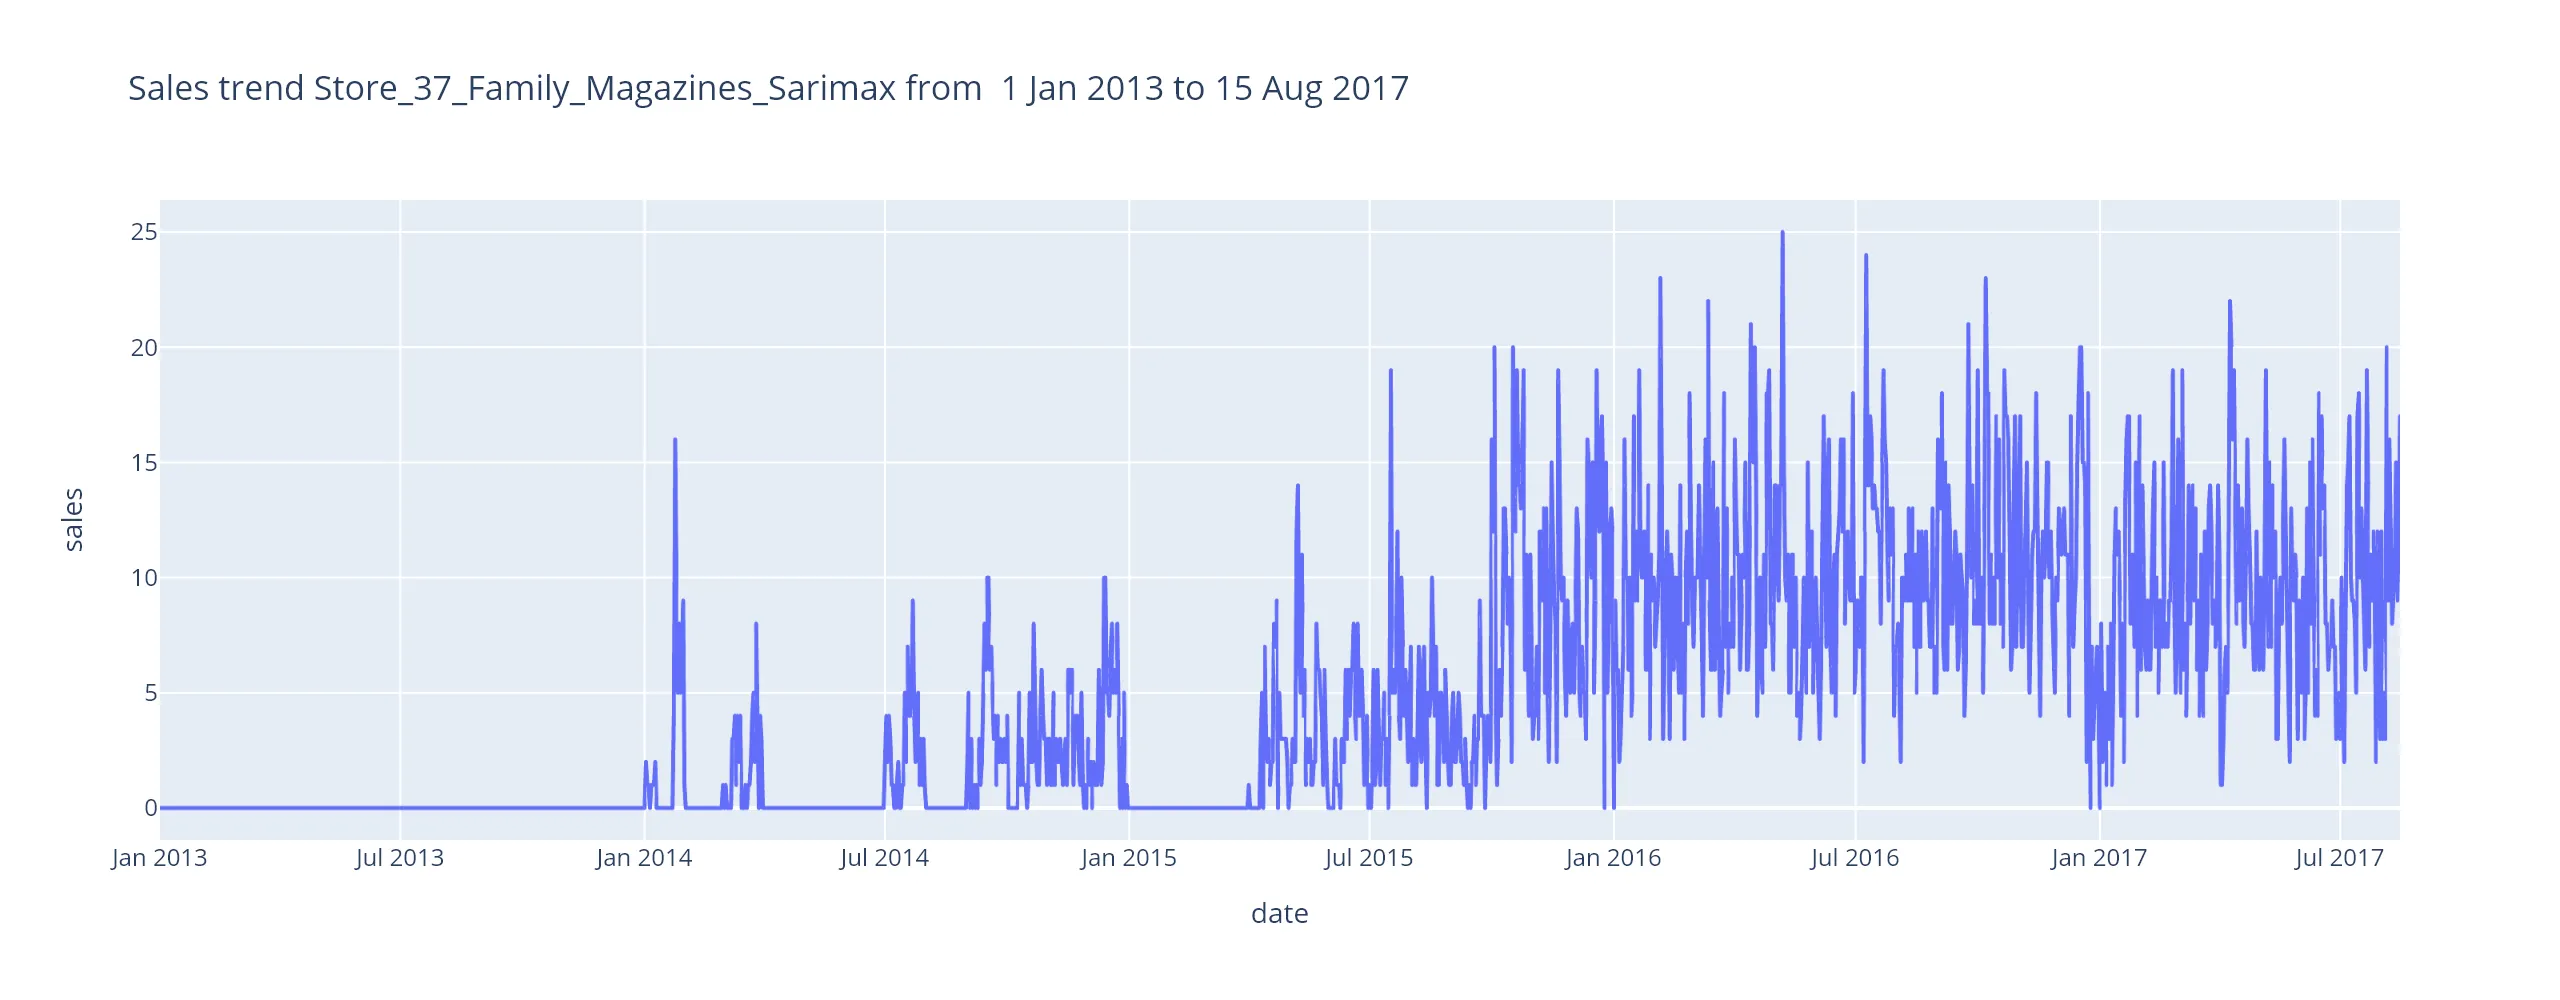 Sales trend Store_37_Family_Magazines_Sarimax from  1 Jan 2013 to 15 Aug 2017
25
20
15
10
5
0
sales
Jan 2013 Jul 2013 Jan 2014 Jul 2014 Jan 2015 Jul 2015 Jan 2016 Jul 2016 Jan 2017 Jul 2017
date